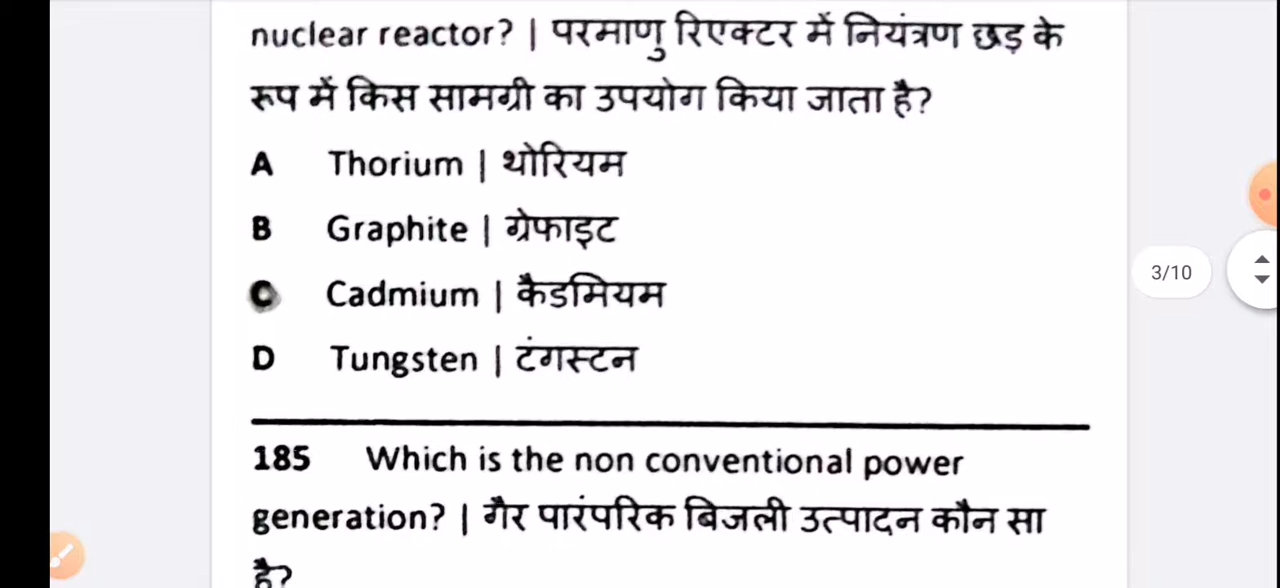 nuclear reactor? | परमाणु रिएक्टर में नियंत्रण छड़ के
रूप में किस सामग्री का उपयोग किया जाता है?
A Thorium | थोरियम
B Graphite | ग्रेफाइट
C Cadmium | कैडमियम
D Tungsten | टंगस्टन
185 Which is the non conventional power
generation? | गैर पारंपरिक बिजली उत्पादन कौन सा
है?
3/10